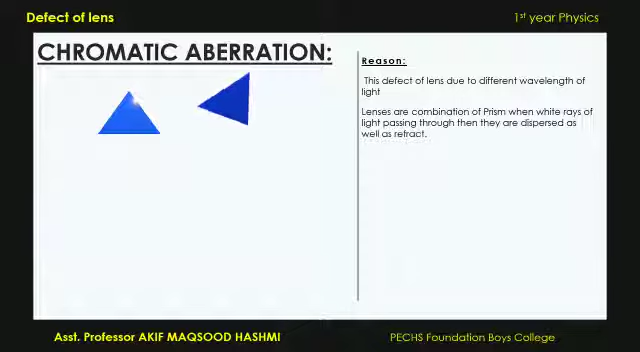 Defect of lens
1st year Physics
CHROMATIC ABERRATION:
Reason:
This defect of lens due to different wavelength of
light
Lenses are combination of Prism when white rays of
light passing through then they are dispersed as
well as refract.
Asst. Professor AKIF MAQSOOD HASHMI
PECHS Foundation Boys College